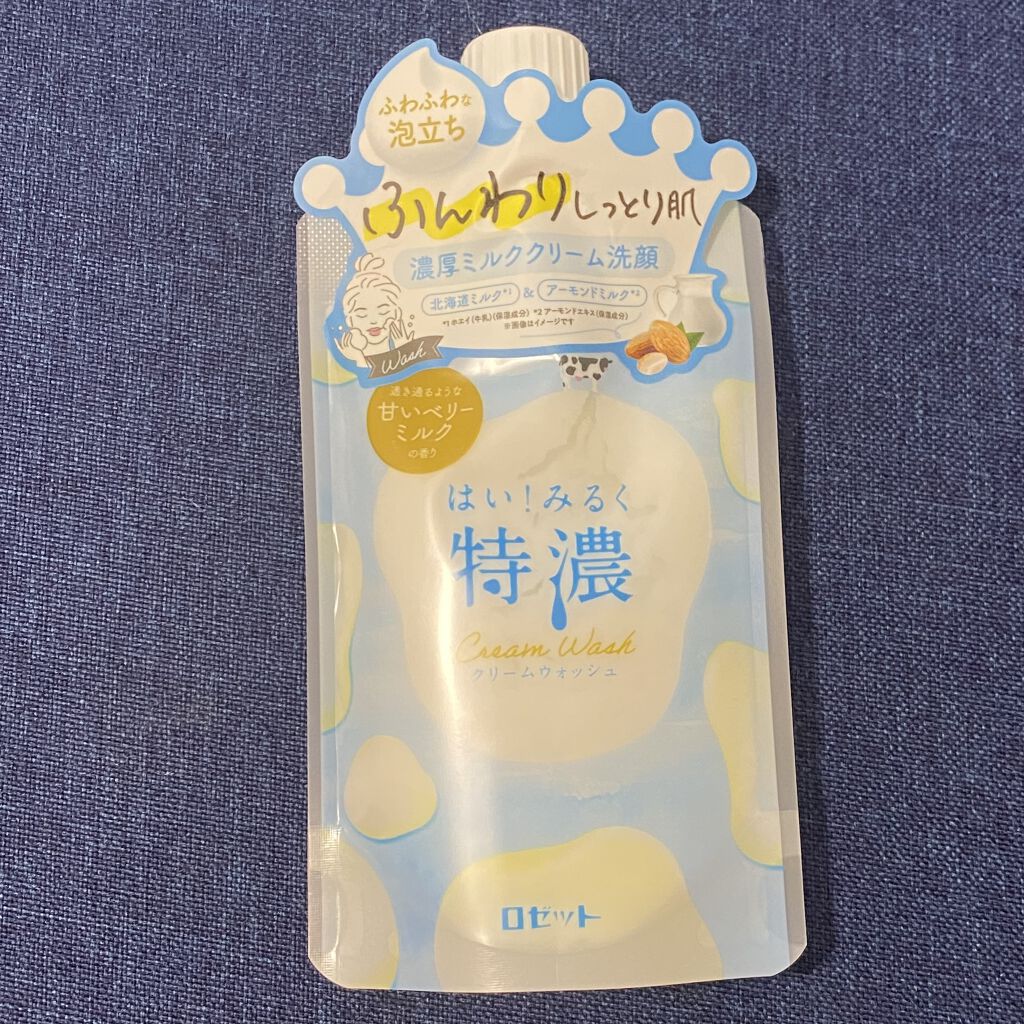 ふわふわな
泡立ち
ふんわりしっとり肌
濃厚ミルククリーム洗顔
北海道ミルク*1 & アーモンドミルク*2
*1 ホエイ(牛乳)(保湿成分) *2 アーモンドエキス(保湿成分)
※画像はイメージです
Wash
透き通るような
甘いベリー
ミルク
の香り
はい!みるく
特濃
Cream Wash
クリームウォッシュ
ロゼット